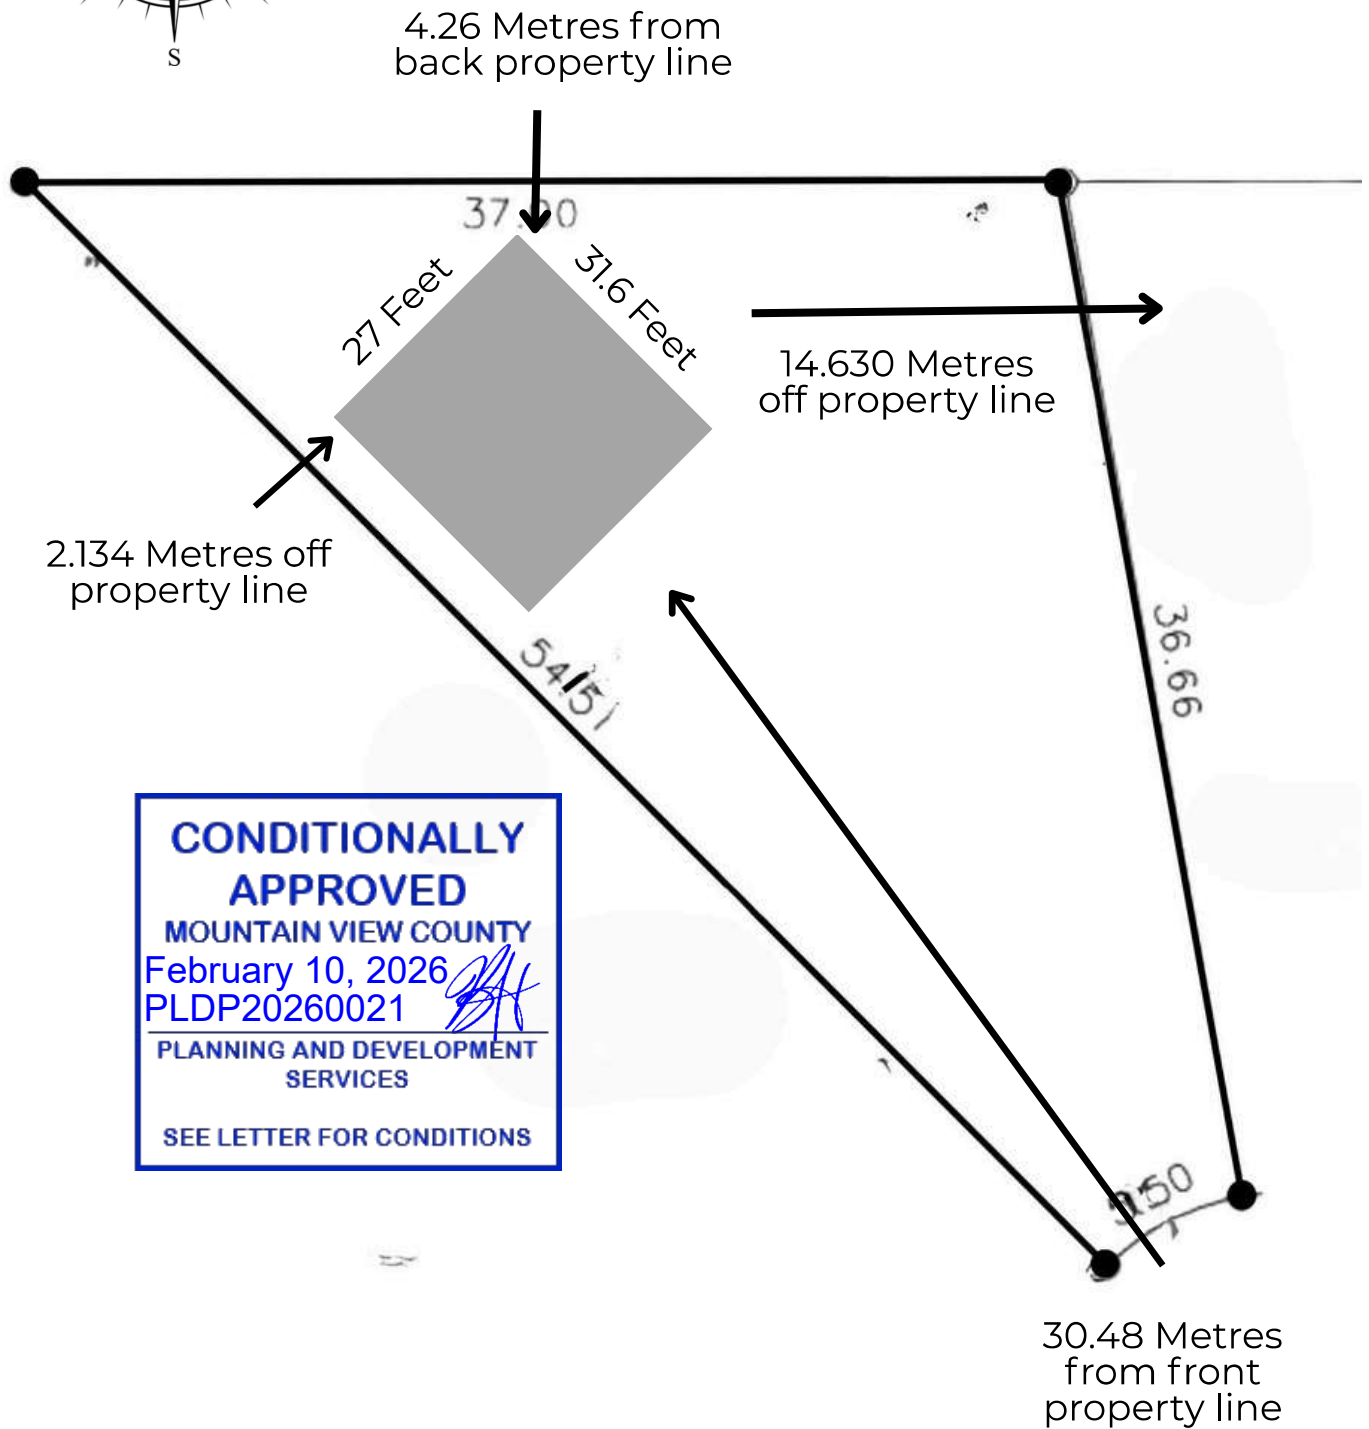 S
4.26 Metres from
back property line
27 Feet
31.6 Feet
14.630 Metres
off property line
2.134 Metres off
property line
36.66
CONDITIONALLY
APPROVED
MOUNTAIN VIEW COUNTY
February 10, 2026
PLDP20260021
PLANNING AND DEVELOPMENT
SERVICES
SEE LETTER FOR CONDITIONS
30.48 Metres
from front
property line